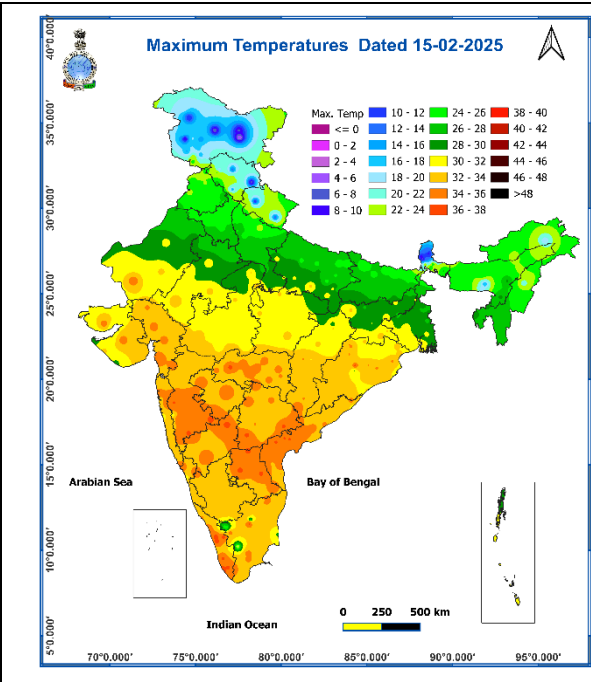 Maximum Temperatures Dated 15-02-2025
Max. Temp
<= 0
0 - 2
2 - 4
4 - 6
6 - 8
8 - 10
10 - 12
12 - 14
14 - 16
16 - 18
18 - 20
20 - 22
22 - 24
24 - 26
26 - 28
28 - 30
30 - 32
32 - 34
34 - 36
36 - 38
38 - 40
40 - 42
42 - 44
44 - 46
46 - 48
>48
40°0.000'
35°0.000'
30°0.000'
25°0.000'
20°0.000'
15°0.000'
10°0.000'
5°0.000'
Arabian Sea
Bay of Bengal
Indian Ocean
0 250 500 km
70°0.000' 75°0.000' 80°0.000' 85°0.000' 90°0.000' 95°0.000'